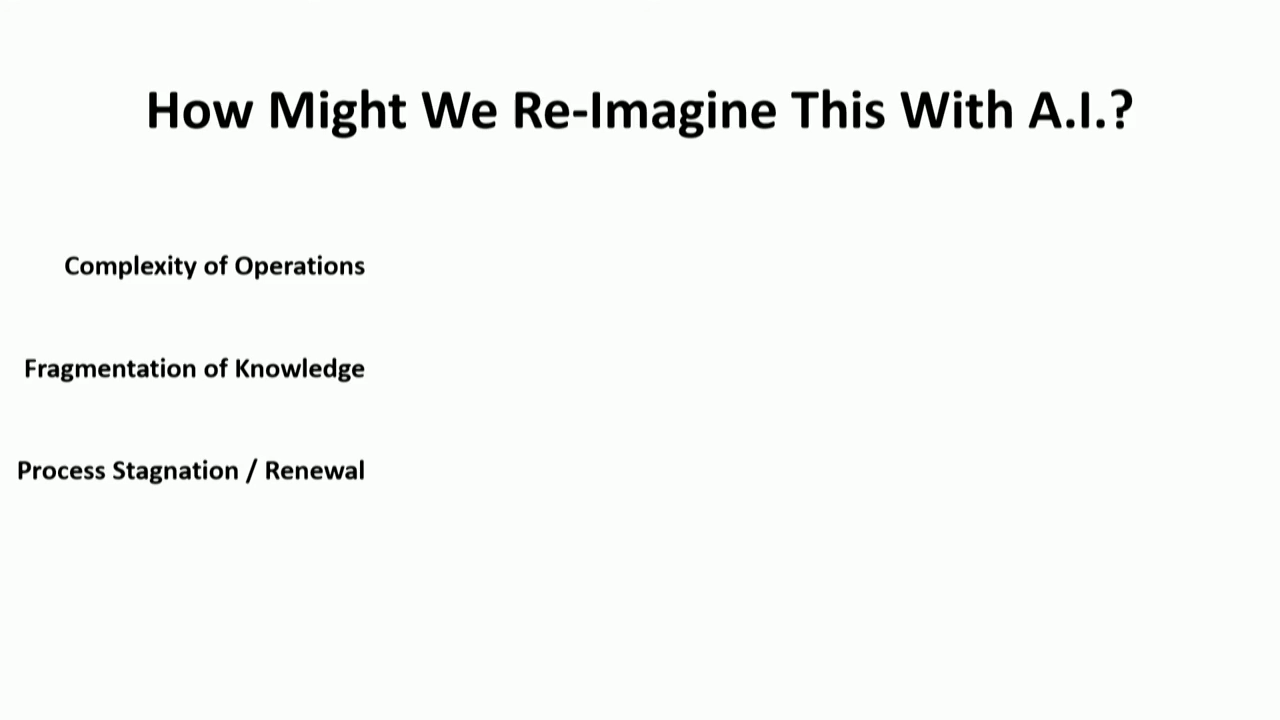 How Might We Re-Imagine This With A.I.?
Complexity of Operations
Fragmentation of Knowledge
Process Stagnation / Renewal